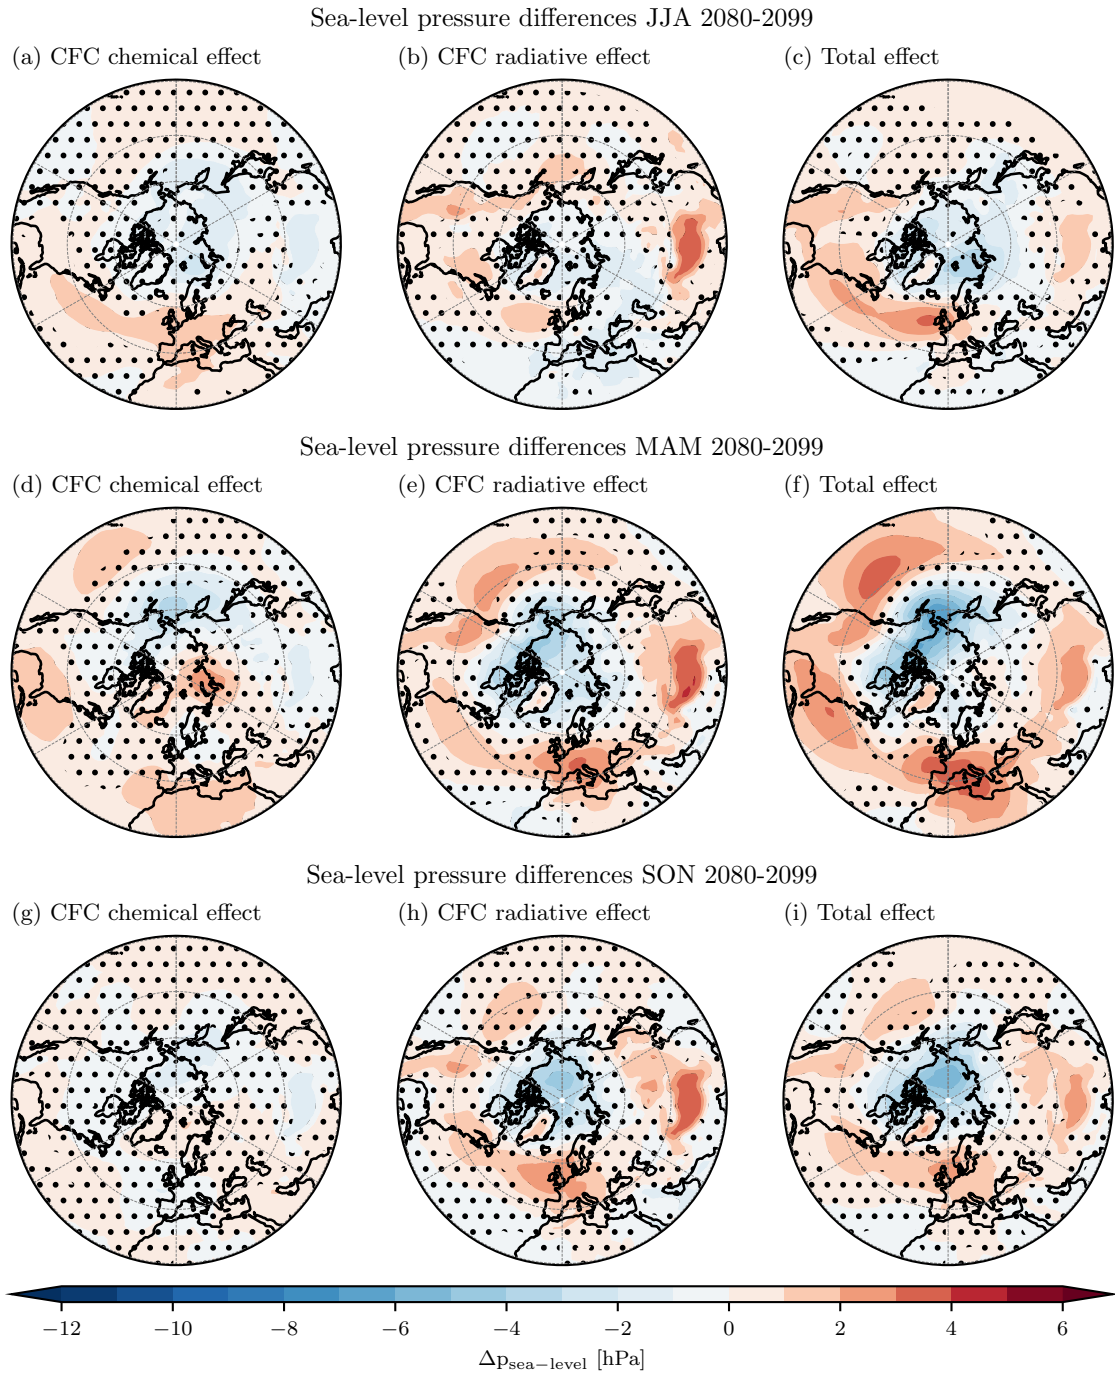 Sea-level pressure differences JJA 2080-2099
(a) CFC chemical effect
(b) CFC radiative effect
(c) Total effect
Sea-level pressure differences MAM 2080-2099
(d) CFC chemical effect
(e) CFC radiative effect
(f) Total effect
Sea-level pressure differences SON 2080-2099
(g) CFC chemical effect
(h) CFC radiative effect
(i) Total effect
−12 −10 −8 −6 −4 −2 0 2 4 6
Δp_sea−level [hPa]